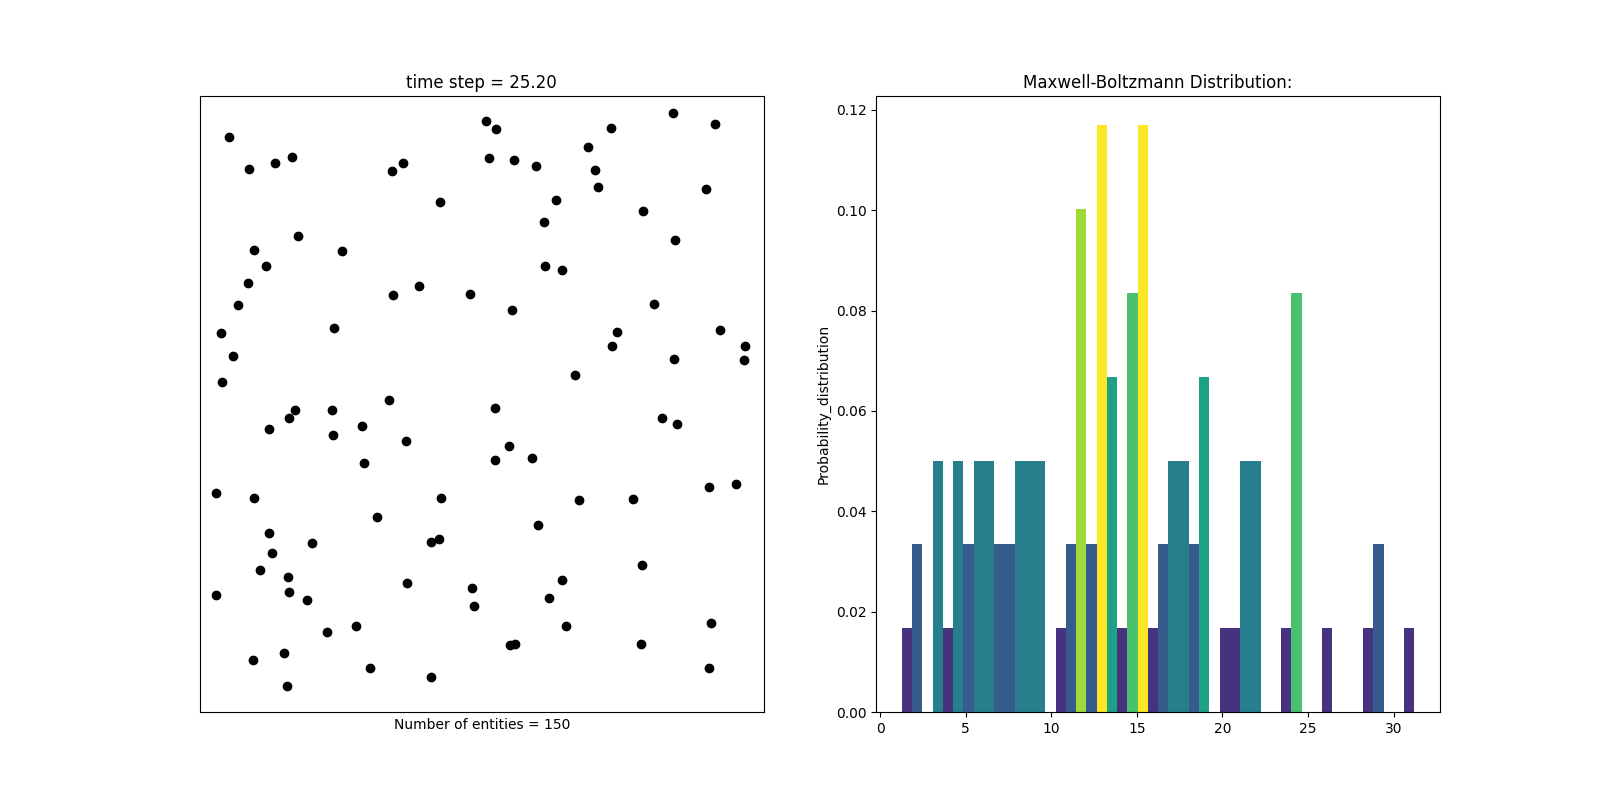 time step = 25.20
Number of entities = 150
Maxwell-Boltzmann Distribution:
Probability_distribution
0.12
0.10
0.08
0.06
0.04
0.02
0.00
0 5 10 15 20 25 30